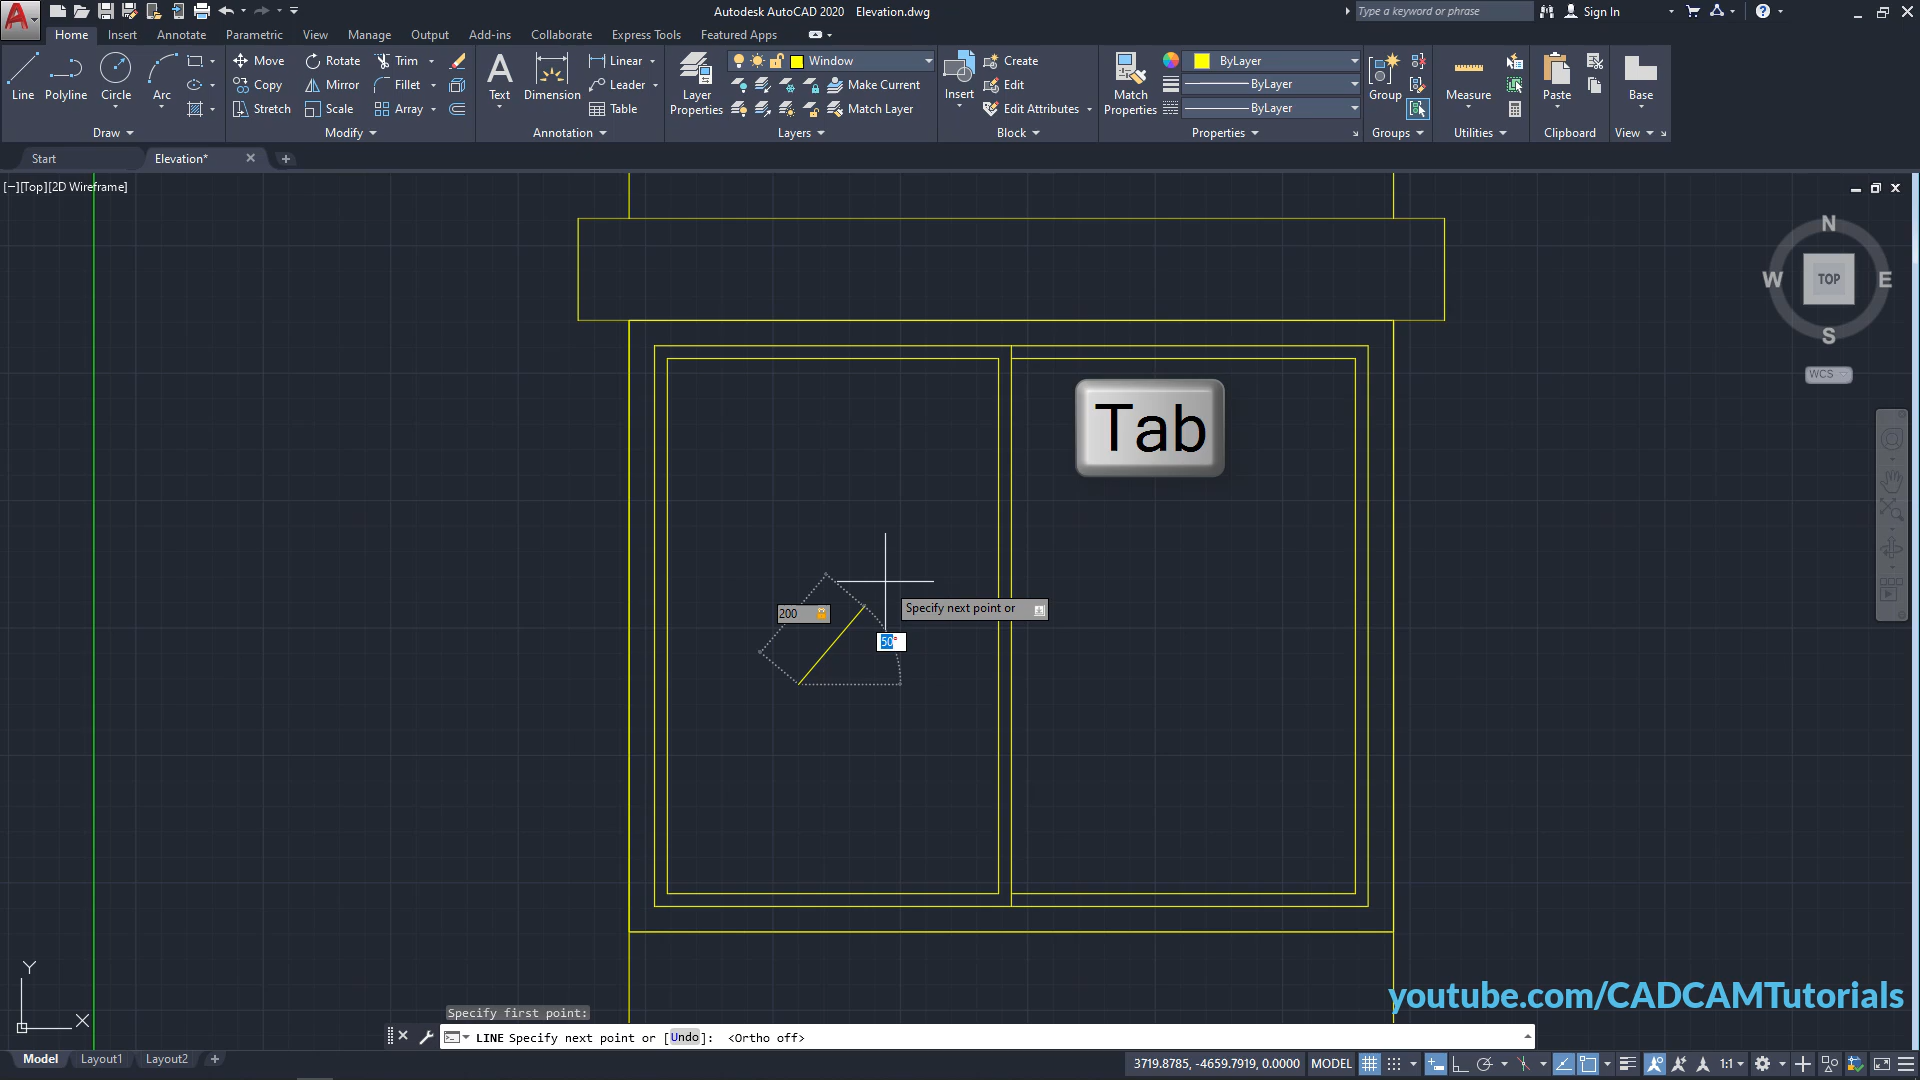 Autodesk AutoCAD 2020 Elevation.dwg
Type a keyword or phrase
Sign In
Home Insert Annotate Parametric View Manage Output Add-ins Collaborate Express Tools Featured Apps
Line
Polyline
Circle
Arc
Draw
Move
Copy
Stretch
Rotate
Mirror
Scale
Trim
Fillet
Array
Modify
Text
Dimension
Linear
Leader
Table
Annotation
Layer
Properties
Window
Make Current
Match Layer
Layers
Insert
Create
Edit
Edit Attributes
Block
Match
Properties
ByLayer
ByLayer
ByLayer
Properties
Group
Groups
Measure
Utilities
Paste
Clipboard
Base
View
Start
Elevation*
[−][Top][2D Wireframe]
N
W
TOP
E
S
WCS
Tab
200
Specify next point or
50°
Y
X
youtube.com/CADCAMTutorials
Specify first point:
LINE Specify next point or [Undo]: <Ortho off>
Model Layout1 Layout2
3719.8785, -4659.7919, 0.0000 MODEL
1:1